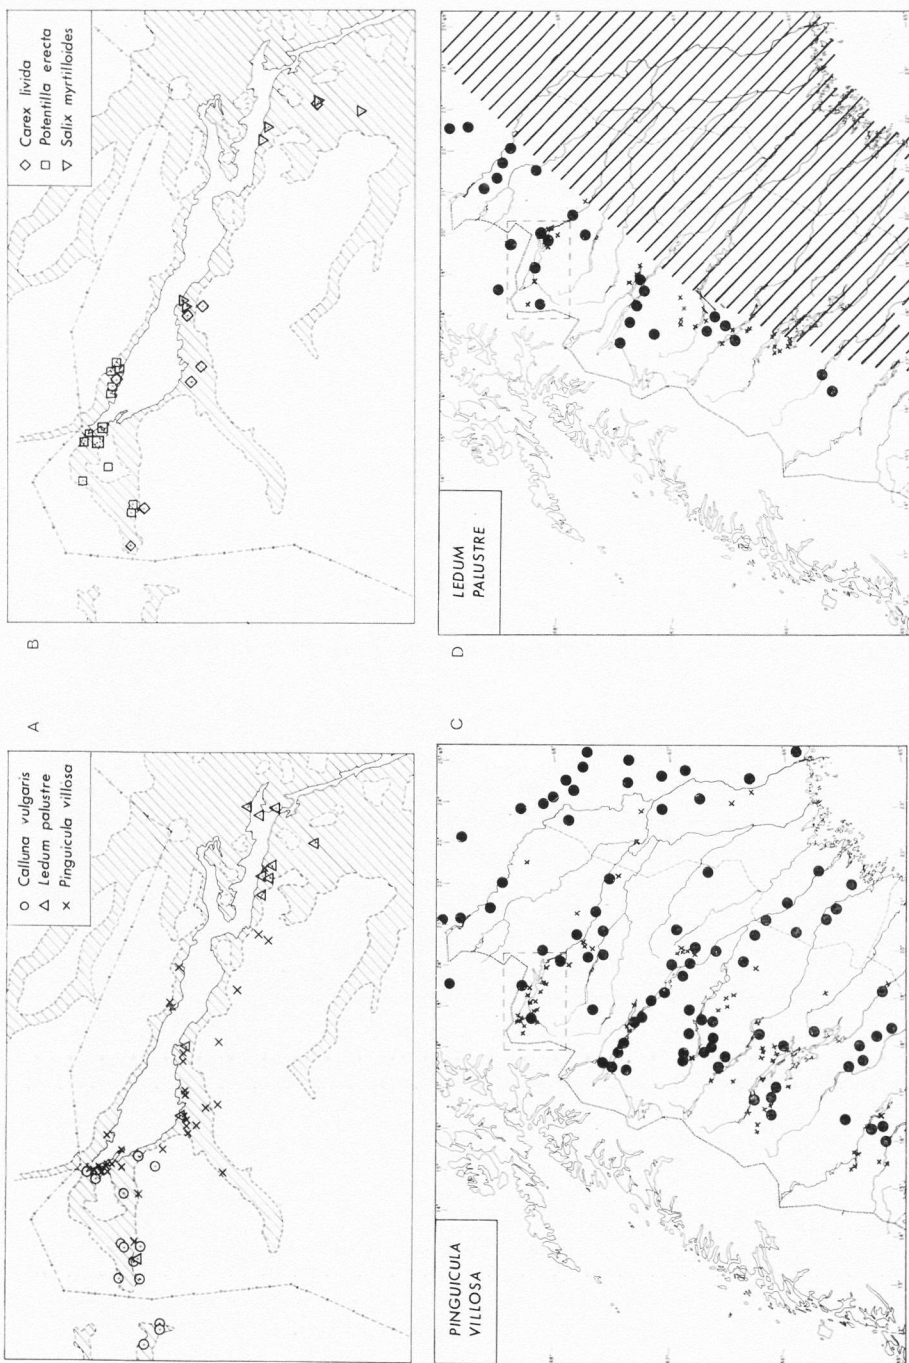 A
○ Calluna vulgaris
△ Ledum palustre
× Pinguicula villosa
B
◇ Carex livida
□ Potentilla erecta
▽ Salix myrtilloides
C
PINGUICULA
VILLOSA
D
LEDUM
PALUSTRE